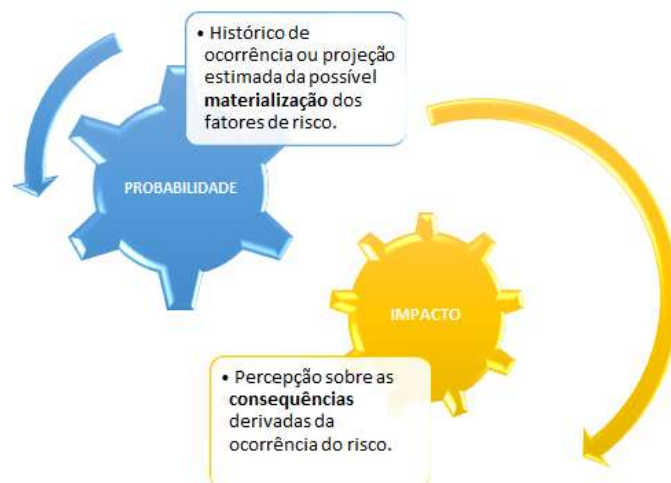 • Histórico de
ocorrência ou projeção
estimada da possível
materialização dos
fatores de risco.
PROBABILIDADE
IMPACTO
• Percepção sobre as
consequências
derivadas da
ocorrência do risco.